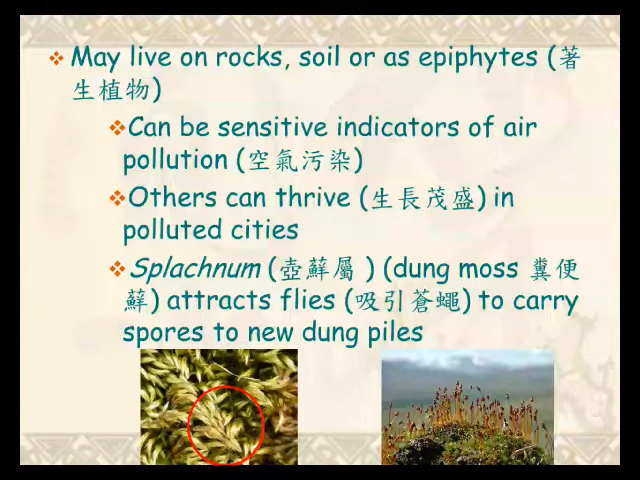 May live on rocks, soil or as epiphytes (著
生植物)
Can be sensitive indicators of air
pollution (空氣污染)
Others can thrive (生長茂盛) in
polluted cities
Splachnum (壺蘚屬 ) (dung moss 糞便
蘚) attracts flies (吸引蒼蠅) to carry
spores to new dung piles